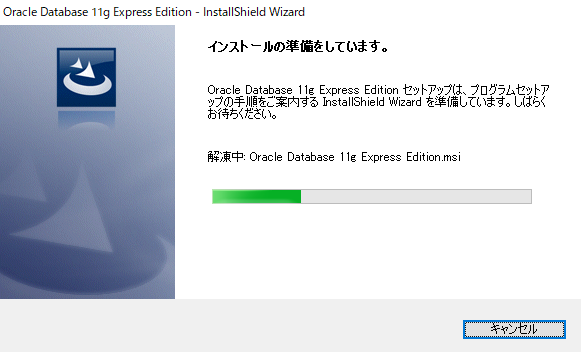 Oracle Database 11g Express Edition - InstallShield Wizard
インストールの準備をしています。
Oracle Database 11g Express Edition セットアップは、プログラムセットア
ップの手順をご案内する InstallShield Wizard を準備しています。しばらく
お待ちください。
解凍中: Oracle Database 11g Express Edition.msi
キャンセル